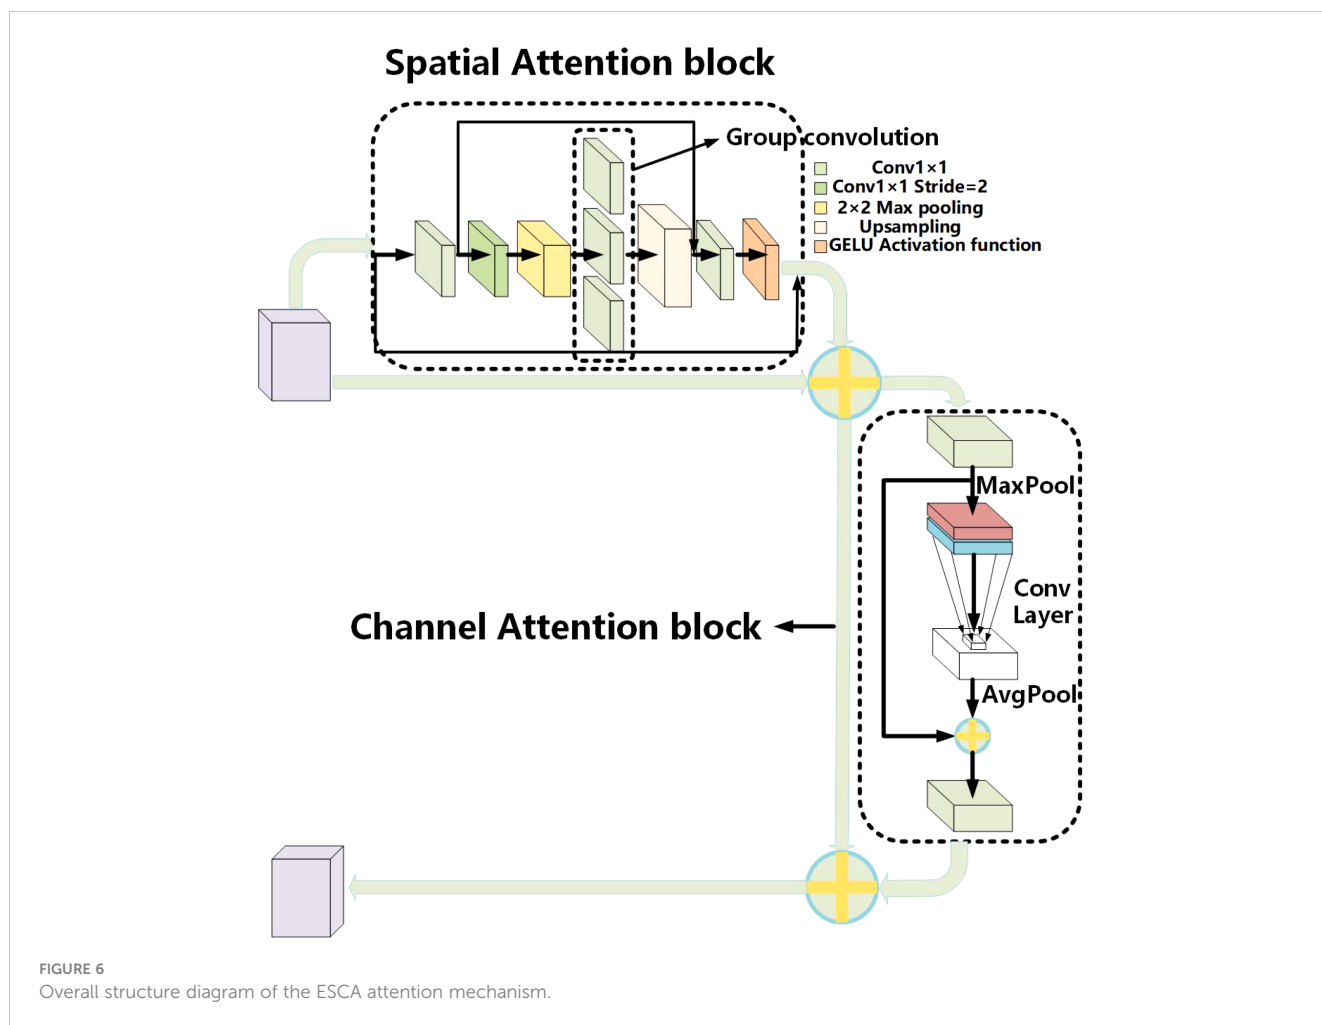 Spatial Attention block
Group convolution
Conv1×1
Conv1×1 Stride=2
2×2 Max pooling
Upsampling
GELU Activation function
MaxPool
Conv
Layer
Channel Attention block
AvgPool
FIGURE 6
Overall structure diagram of the ESCA attention mechanism.